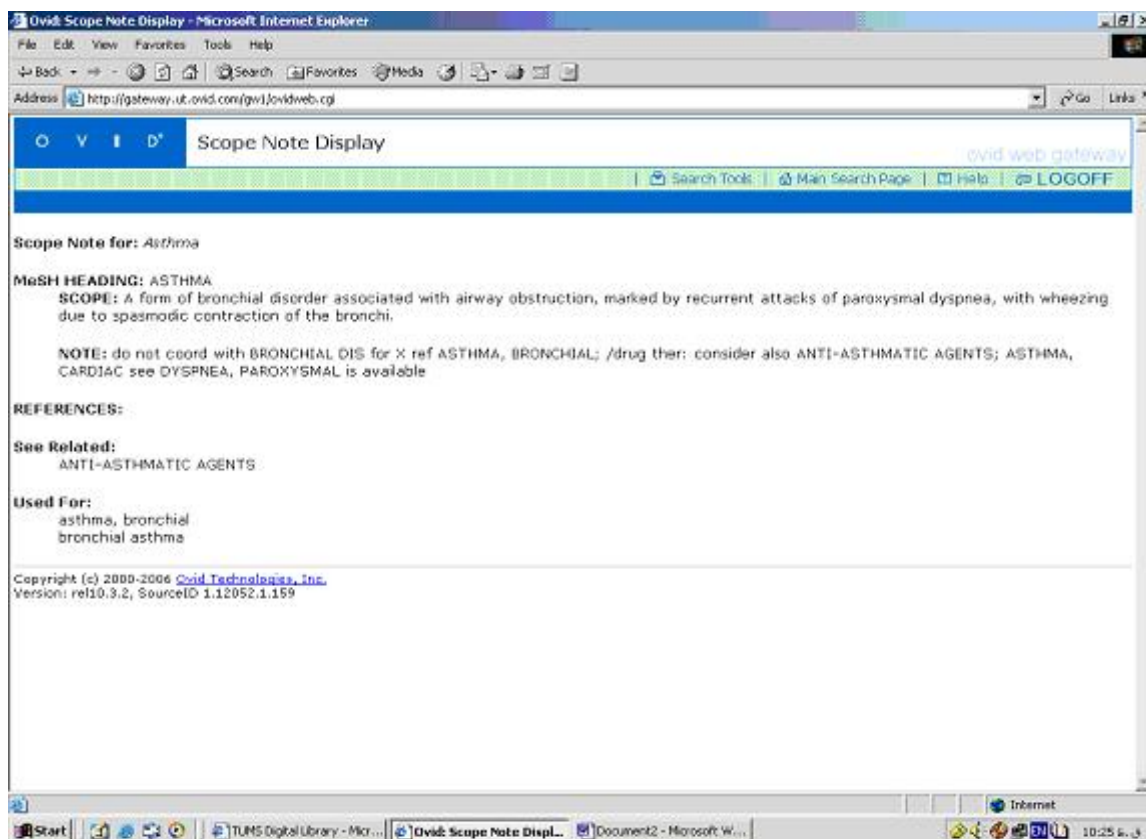 Ovid: Scope Note Display - Microsoft Internet Explorer
File Edit View Favorites Tools Help
Back Search Favorites Media
Address http://gateway.ut.ovid.com/gw1/ovidweb.cgi Go Links
O V I D Scope Note Display
ovid web gateway
| Search Tools | Main Search Page | Help | LOGOFF
Scope Note for: Asthma
MeSH HEADING: ASTHMA
SCOPE: A form of bronchial disorder associated with airway obstruction, marked by recurrent attacks of paroxysmal dyspnea, with wheezing
due to spasmodic contraction of the bronchi.
NOTE: do not coord with BRONCHIAL DIS for X ref ASTHMA, BRONCHIAL; /drug ther: consider also ANTI-ASTHMATIC AGENTS; ASTHMA,
CARDIAC see DYSPNEA, PAROXYSMAL is available
REFERENCES:
See Related:
ANTI-ASTHMATIC AGENTS
Used For:
asthma, bronchial
bronchial asthma
Copyright (c) 2000-2006 Ovid Technologies, Inc.
Version: rel10.3.2, SourceID 1.12052.1.159
Internet
Start TUMS Digital Library - Micr... Ovid: Scope Note Displ... Document2 - Microsoft W... EN 10:25